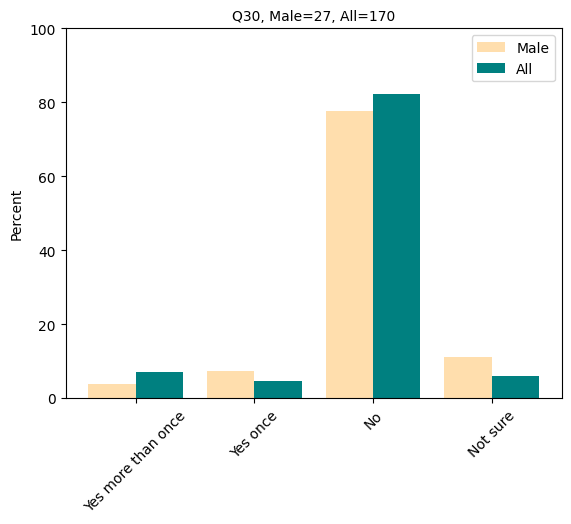 Q30, Male=27, All=170
Male
All
Percent
100
80
60
40
20
0
Yes more than once
Yes once
No
Not sure